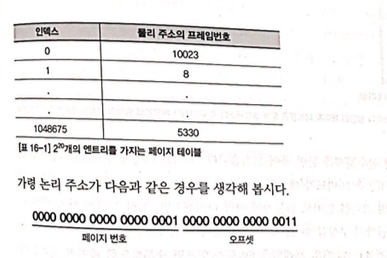 인덱스 물리 주소의 프레임번호
0 10023
1 8
. .
. .
1048675 5330
[표 16-1] 2²⁰개의 엔트리를 가지는 페이지 테이블
가령 논리 주소가 다음과 같은 경우를 생각해 봅시다.
0000 0000 0000 0000 0001 0000 0000 0000 0011
페이지 번호 오프셋